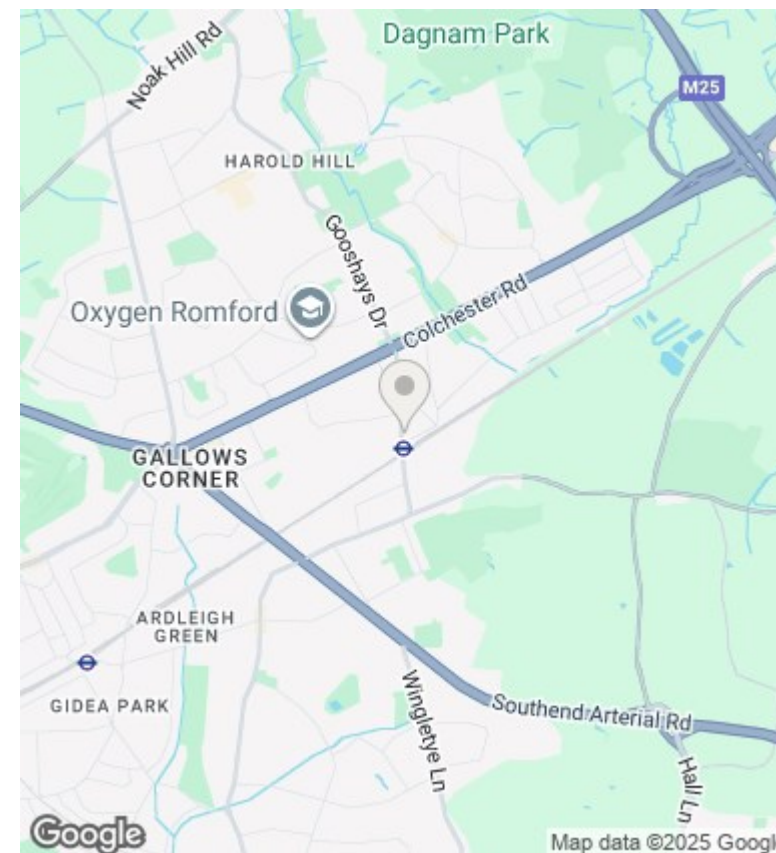 Dagnam Park
Noak Hill Rd
M25
HAROLD HILL
Gooshays Dr
Oxygen Romford
Colchester Rd
GALLOWS
CORNER
ARDLEIGH
GREEN
GIDEA PARK
Wingletye Ln
Southend Arterial Rd
Hall Ln
Google
Map data ©2025 Googl